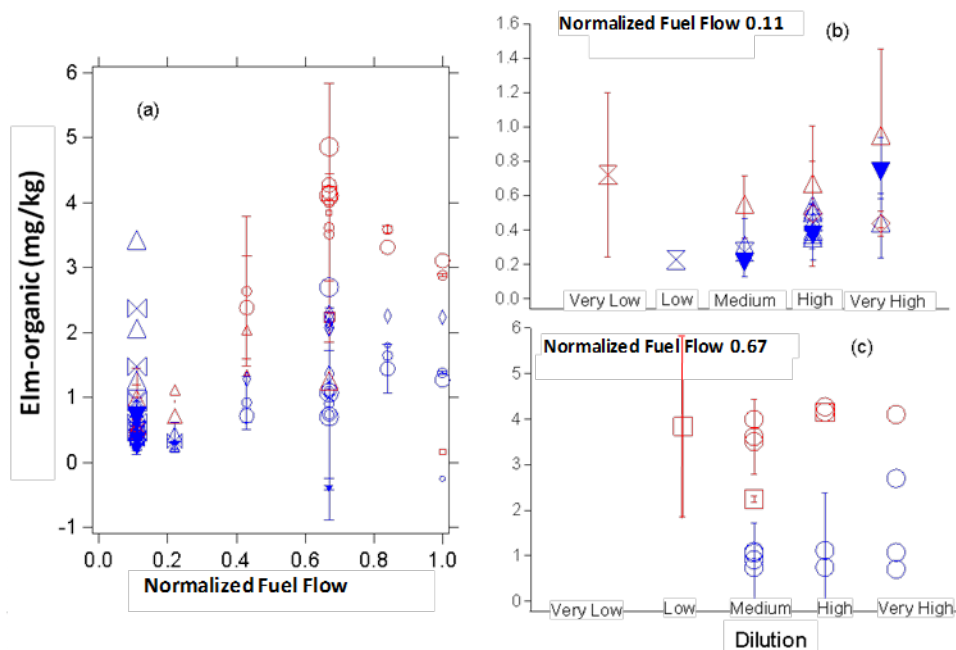 (a)
6
5
4
3
2
1
0
-1
0.0 0.2 0.4 0.6 0.8 1.0
Normalized Fuel Flow
EIm-organic (mg/kg)
Normalized Fuel Flow 0.11
(b)
1.6
1.4
1.2
1.0
0.8
0.6
0.4
0.2
0.0
Very Low Low Medium High Very High
Normalized Fuel Flow 0.67
(c)
6
5
4
3
2
1
0
Very Low Low Medium High Very High
Dilution